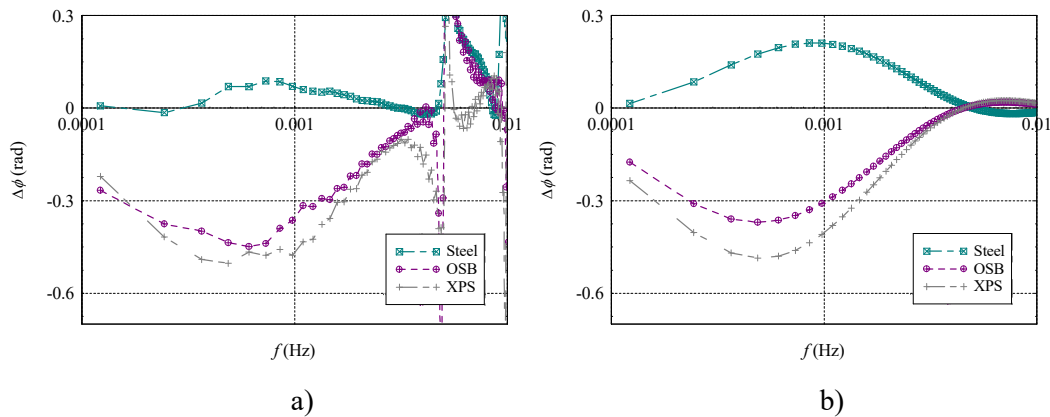 0.3
0
-0.3
-0.6
0.0001
0.001
0.01
Δϕ (rad)
f (Hz)
Steel
OSB
XPS
a)
0.3
0
-0.3
-0.6
0.0001
0.001
0.01
Δϕ (rad)
f (Hz)
Steel
OSB
XPS
b)